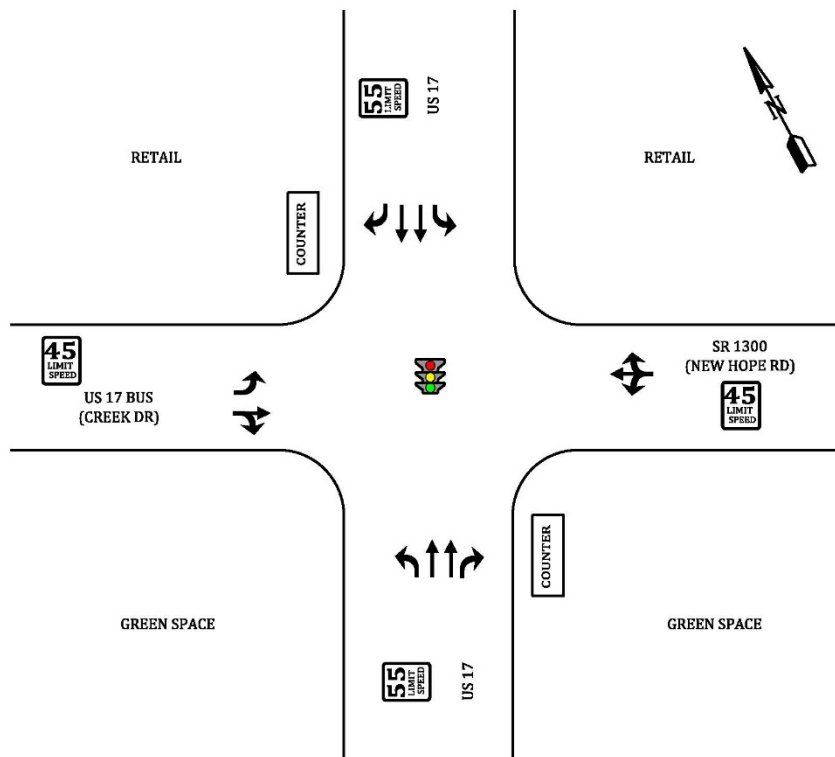 55
LIMIT
SPEED
US 17
N
RETAIL
RETAIL
COUNTER
45
LIMIT
SPEED
US 17 BUS
(CREEK DR)
SR 1300
(NEW HOPE RD)
45
LIMIT
SPEED
COUNTER
GREEN SPACE
GREEN SPACE
55
LIMIT
SPEED
US 17